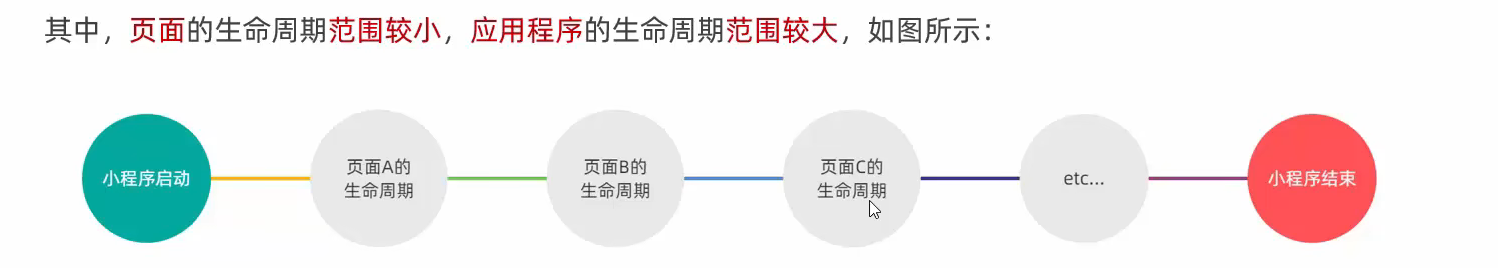 其中，页面的生命周期范围较小，应用程序的生命周期范围较大，如图所示：
小程序启动
页面A的
生命周期
页面B的
生命周期
页面C的
生命周期
etc...
小程序结束